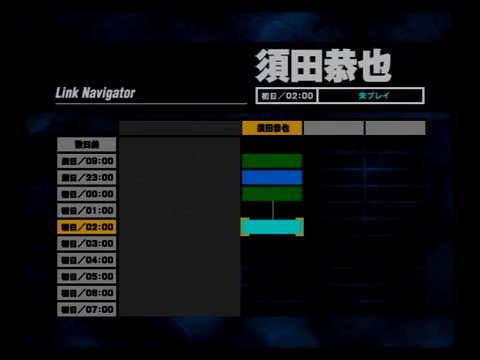 須田恭也
Link Navigator
初日／02:00
未プレイ
須田恭也
数日前
前日／09:00
前日／23:00
初日／00:00
初日／01:00
初日／02:00
初日／03:00
初日／04:00
初日／05:00
初日／06:00
初日／07:00